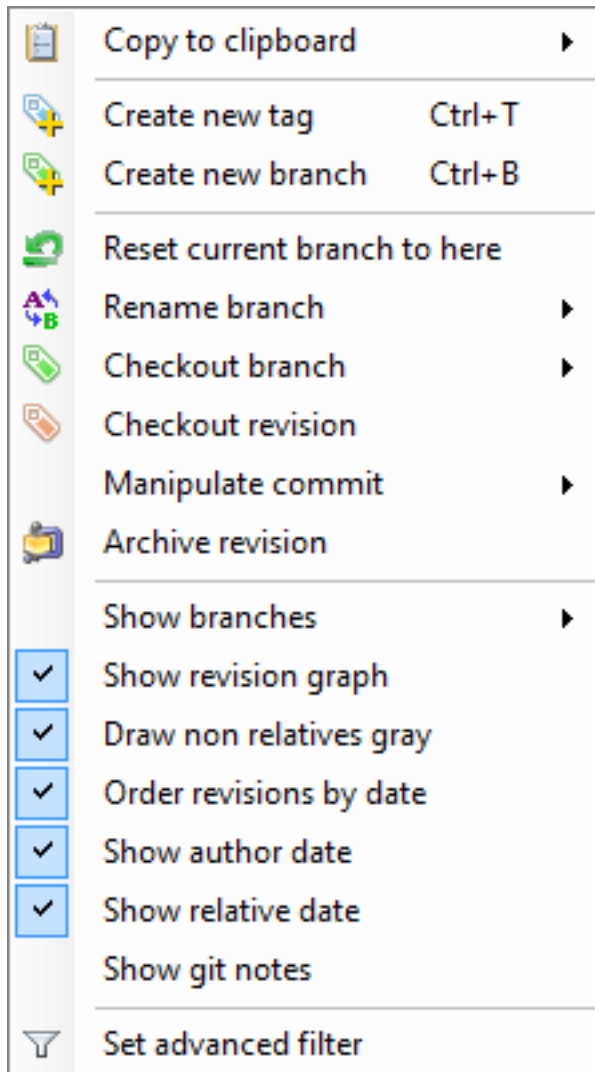 Copy to clipboard
Create new tag Ctrl+T
Create new branch Ctrl+B
Reset current branch to here
Rename branch
Checkout branch
Checkout revision
Manipulate commit
Archive revision
Show branches
Show revision graph
Draw non relatives gray
Order revisions by date
Show author date
Show relative date
Show git notes
Set advanced filter